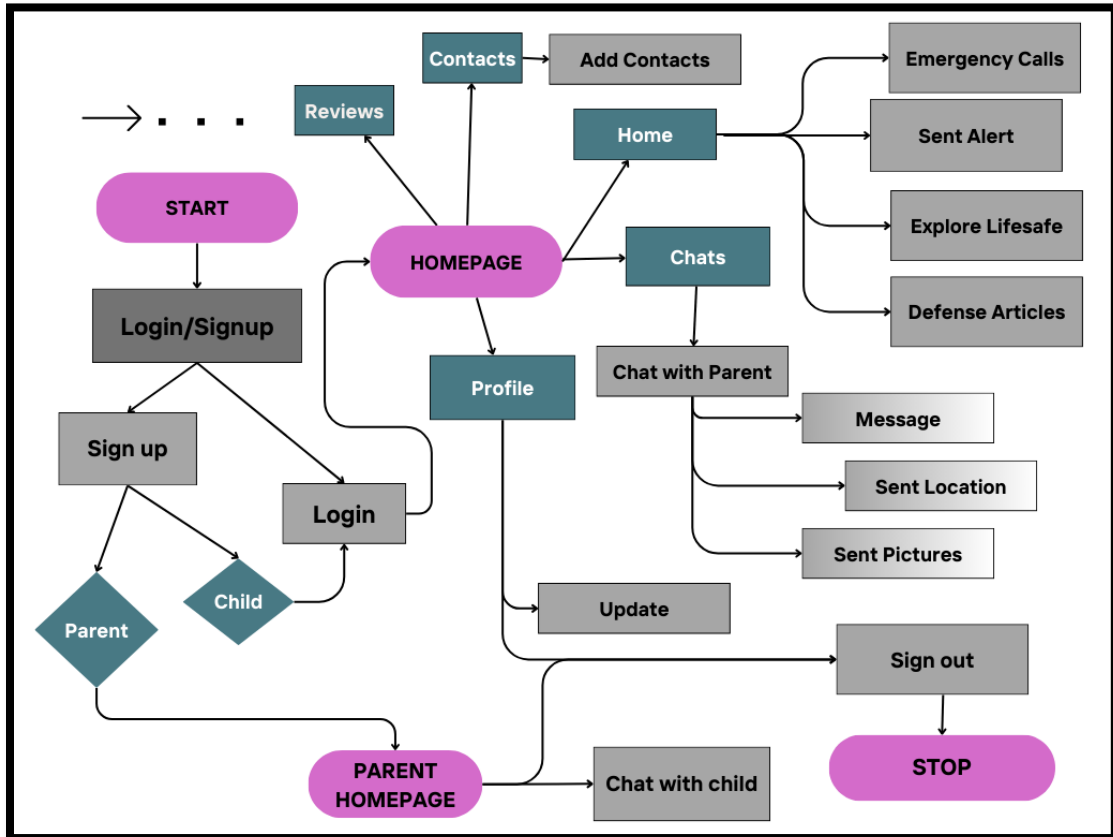 Contacts
Add Contacts
Emergency Calls
Reviews
. . .
Home
Sent Alert
START
Explore Lifesafe
HOMEPAGE
Chats
Login/Signup
Defense Articles
Profile
Chat with Parent
Message
Sign up
Sent Location
Login
Sent Pictures
Child
Update
Parent
Sign out
PARENT
HOMEPAGE
Chat with child
STOP